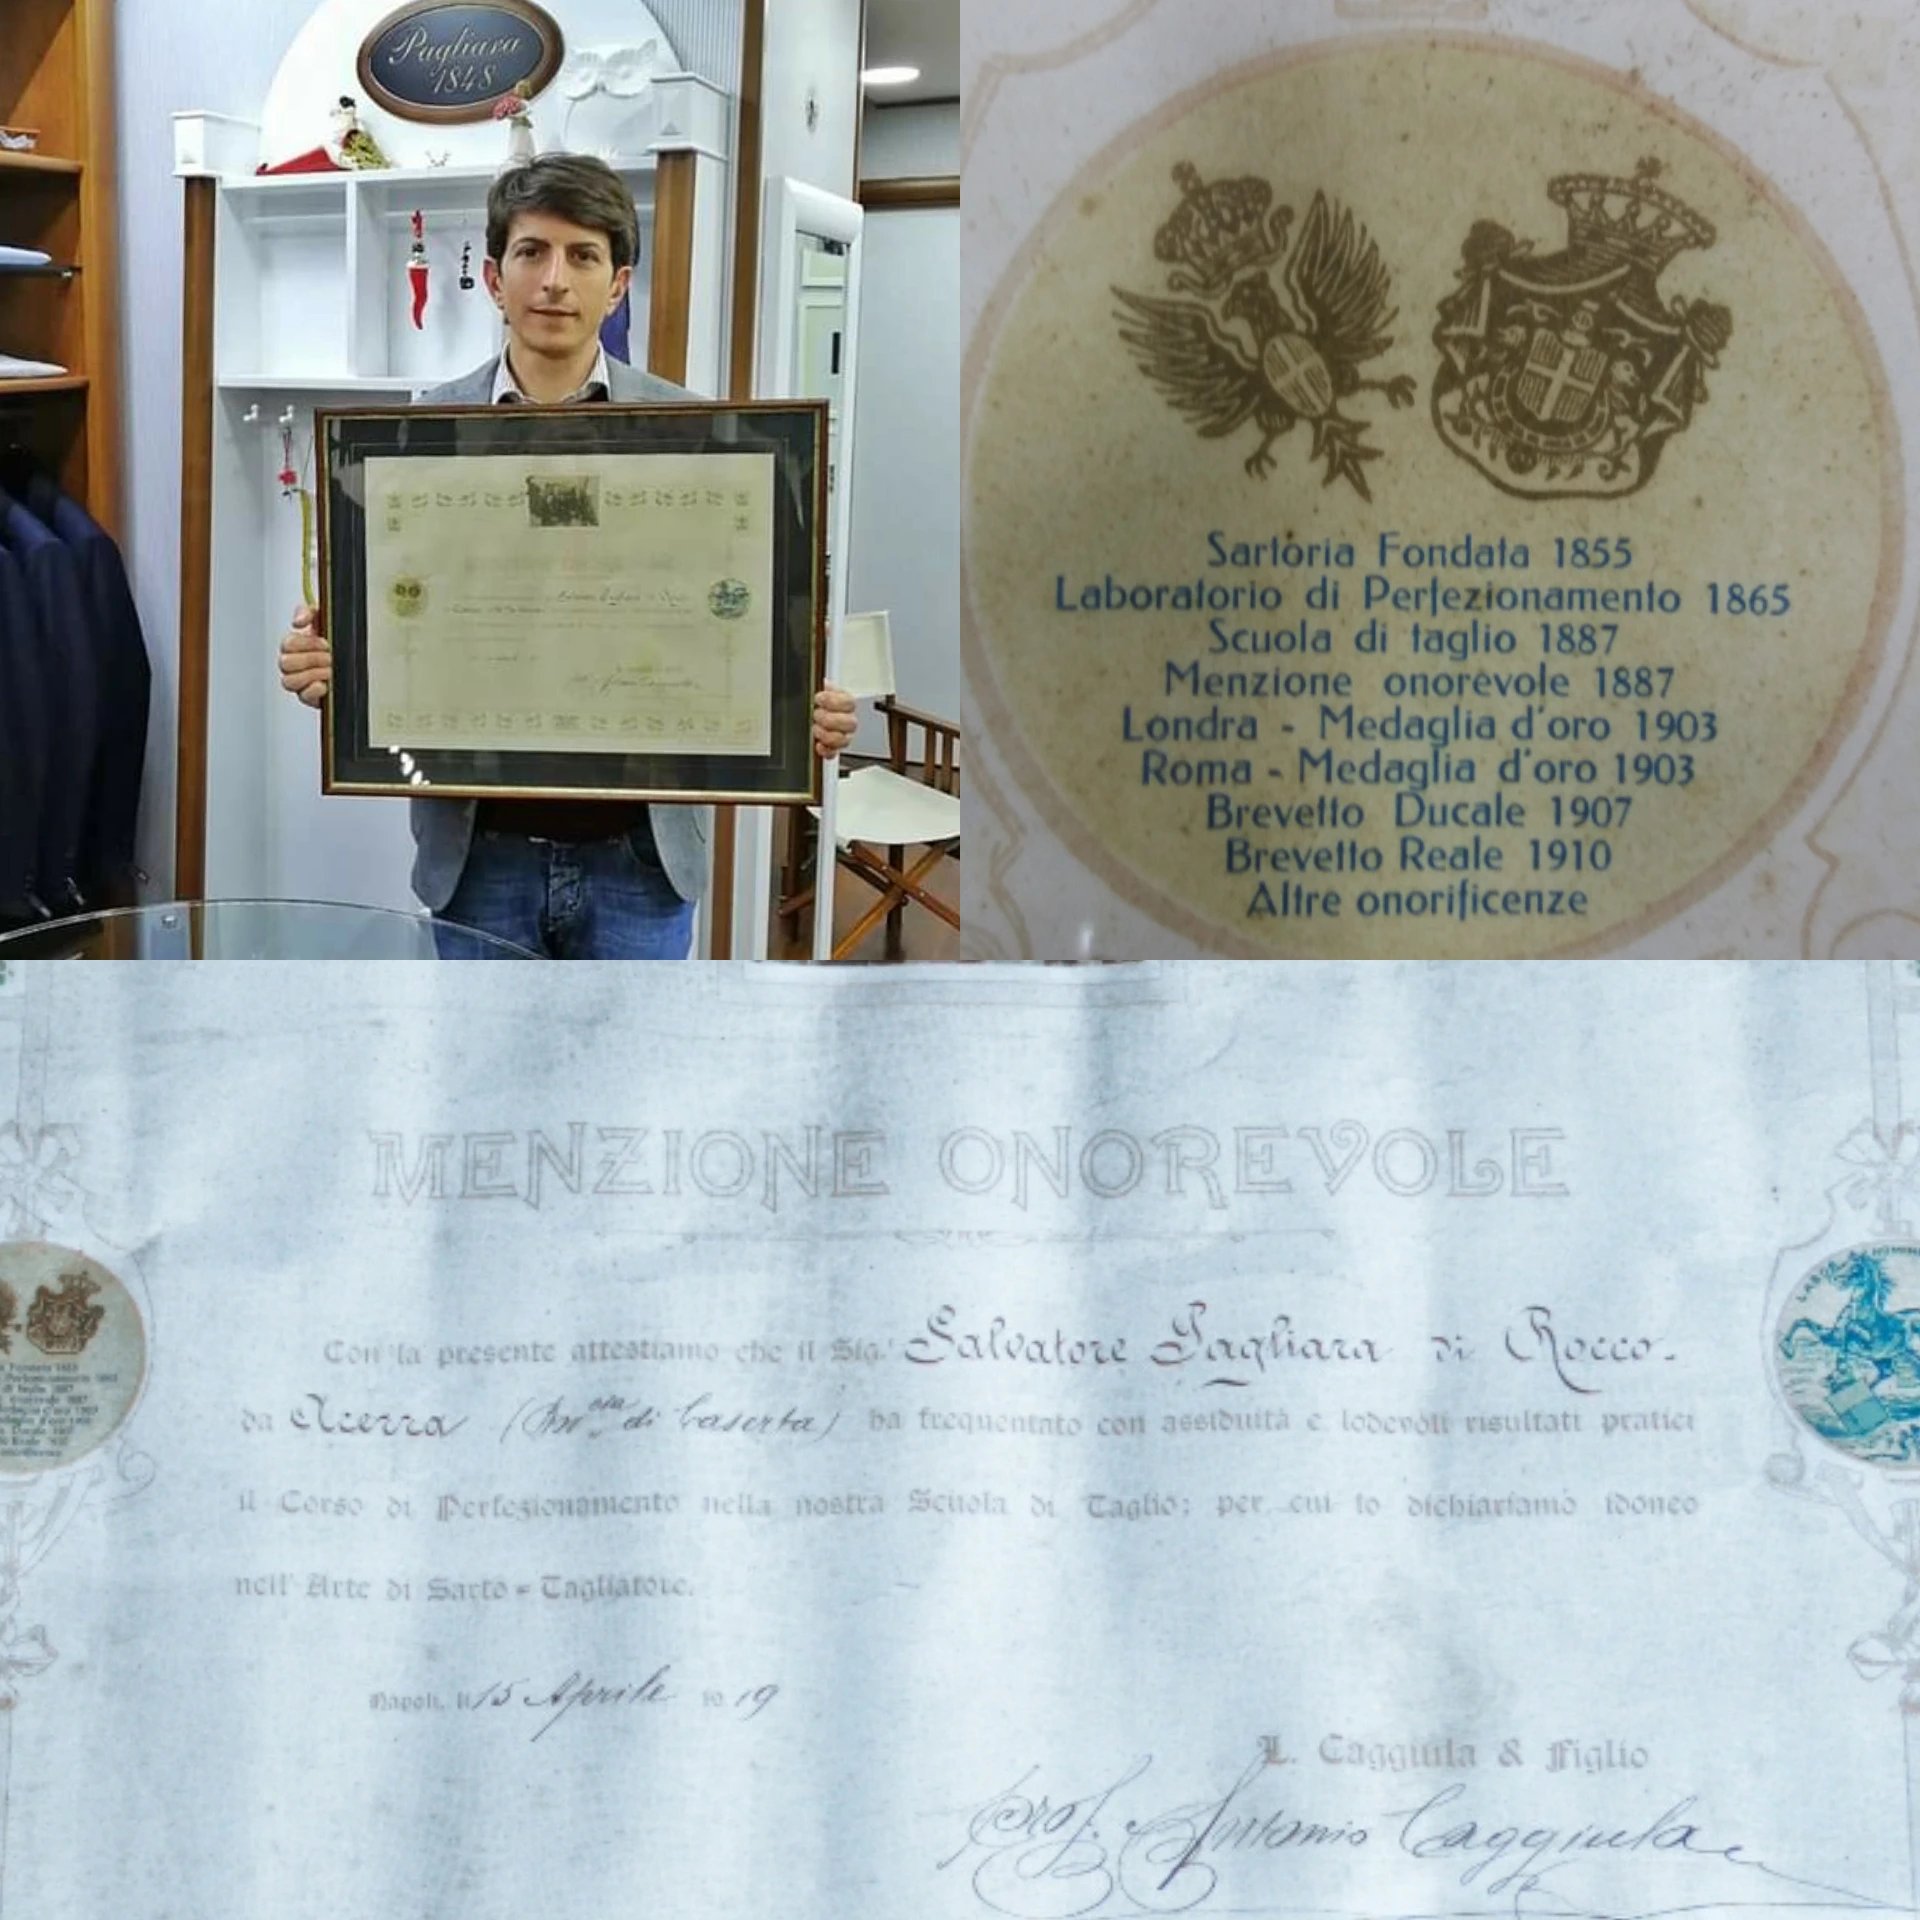 Pagliara
1848
Sartoria Fondata 1855
Laboratorio di Perfezionamento 1865
Scuola di taglio 1887
Menzione onorevole 1887
Londra - Medaglia d'oro 1903
Roma - Medaglia d'oro 1903
Brevetto Ducale 1907
Brevetto Reale 1910
Altre onorificenze
MENZIONE ONOREVOLE
Con la presente attestiamo che il Sig.r Salvatore Pagliara di Rocco.
da Acerra di Caserta) ha frequentato con assiduità e lodevoli risultati pratici
il Corso di Perfezionamento nella nostra Scuola di Taglio; per cui lo dichiariamo idoneo
nell'Arte di Sarto-Tagliatore.
Napoli, li 15 Aprile 1919
L. Caggiula & Figlio
Prof. Antonio Caggiula